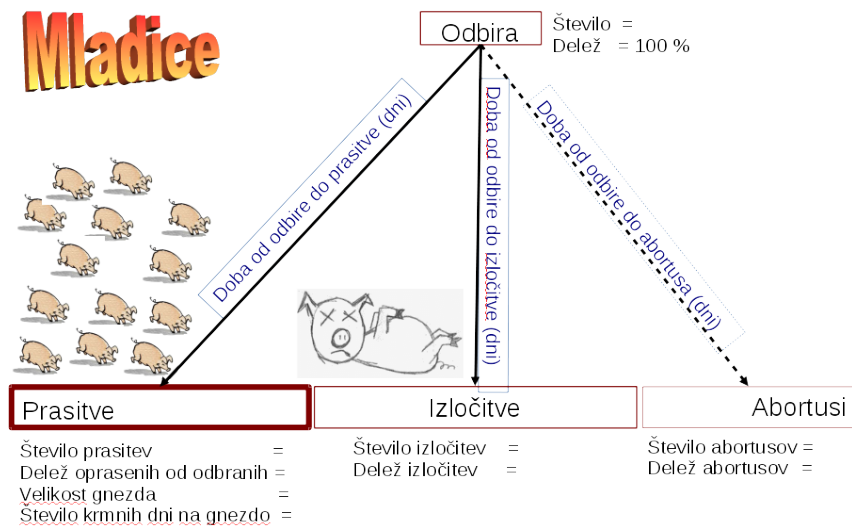 Mladice
Odbira
Število =
Delež = 100 %
Doba od odbire do prasitve (dni)
Doba od odbire do izločitve (dni)
Doba od odbire do abortusa (dni)
Prasitve
Število prasitev =
Delež oprasenih od odbranih =
Velikost gnezda =
Število krmnih dni na gnezdo =
Izločitve
Število izločitev =
Delež izločitev =
Abortusi
Število abortusov =
Delež abortusov =